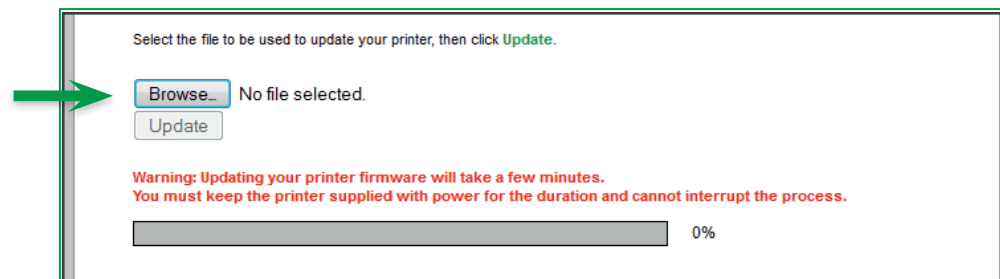 Select the file to be used to update your printer, then click Update.
Browse... No file selected.
Update
Warning: Updating your printer firmware will take a few minutes.
You must keep the printer supplied with power for the duration and cannot interrupt the process.
0%